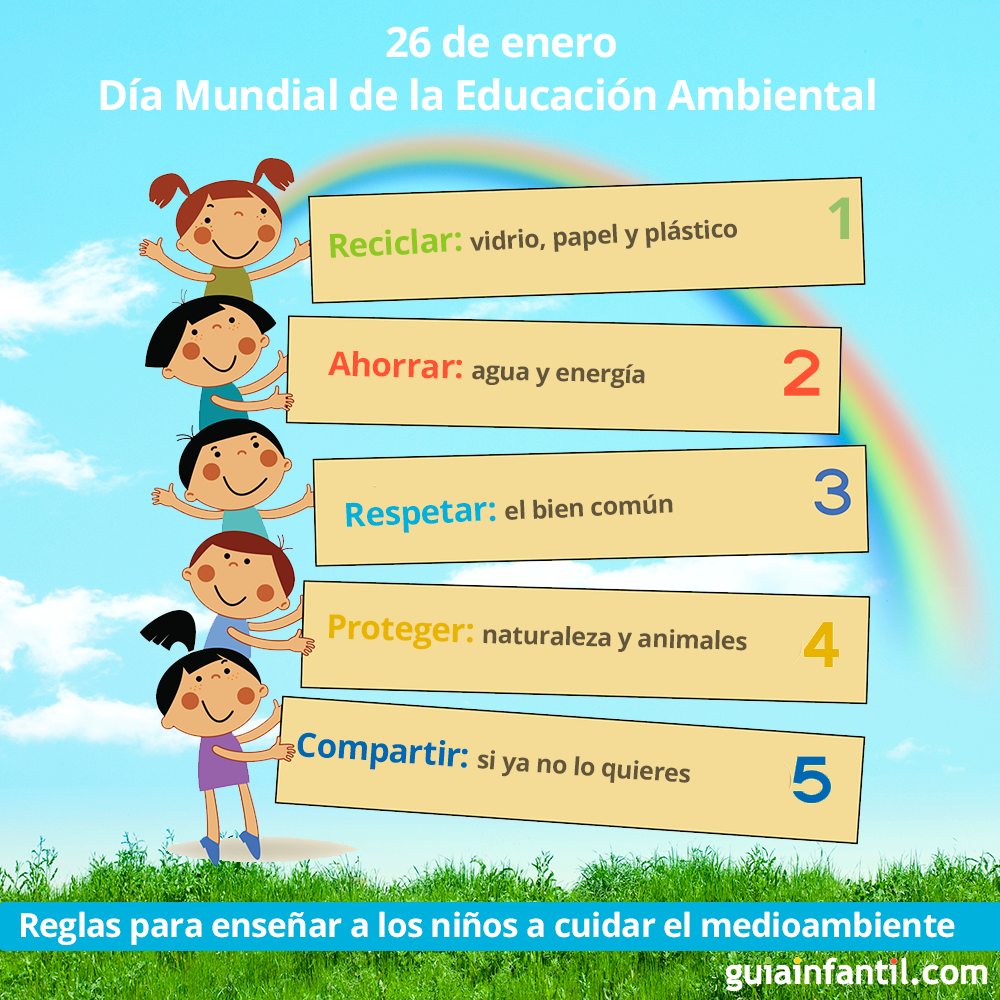 26 de enero
Día Mundial de la Educación Ambiental
Reciclar: vidrio, papel y plástico 1
Ahorrar: agua y energía 2
Respetar: el bien común 3
Proteger: naturaleza y animales 4
Compartir: si ya no lo quieres 5
Reglas para enseñar a los niños a cuidar el medioambiente
guiainfantil.com